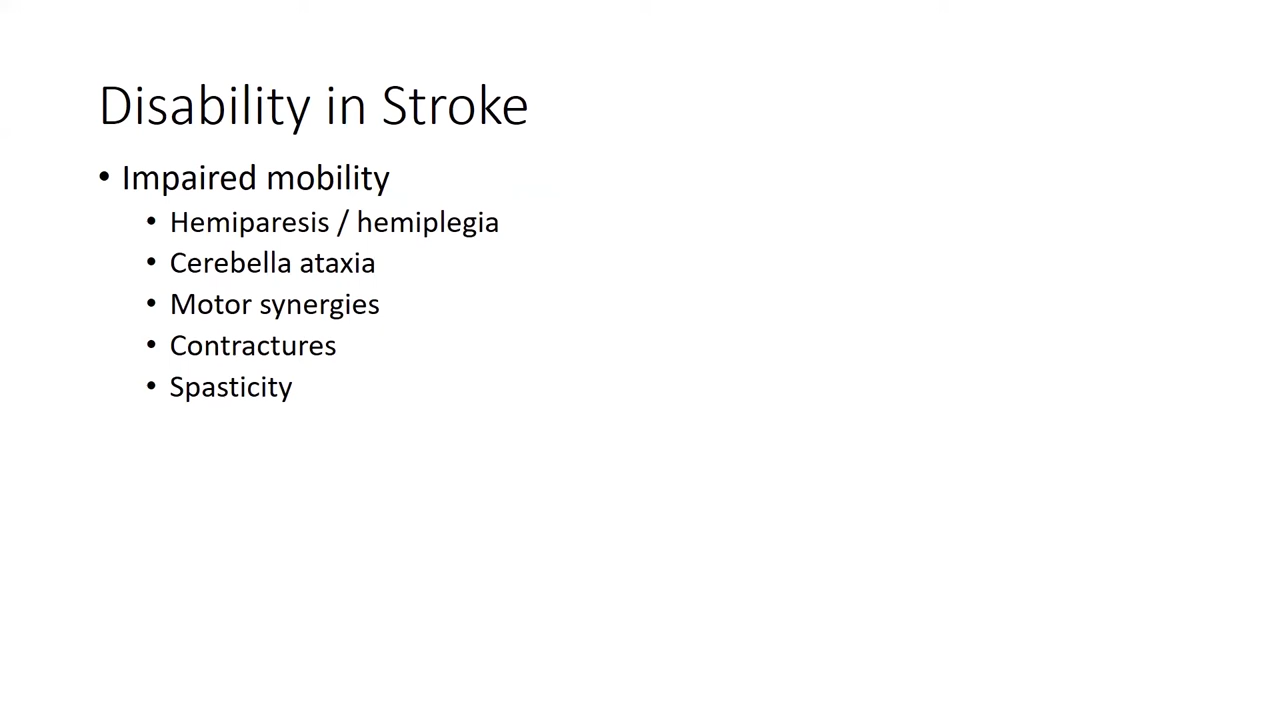 Disability in Stroke
• Impaired mobility
• Hemiparesis / hemiplegia
• Cerebella ataxia
• Motor synergies
• Contractures
• Spasticity